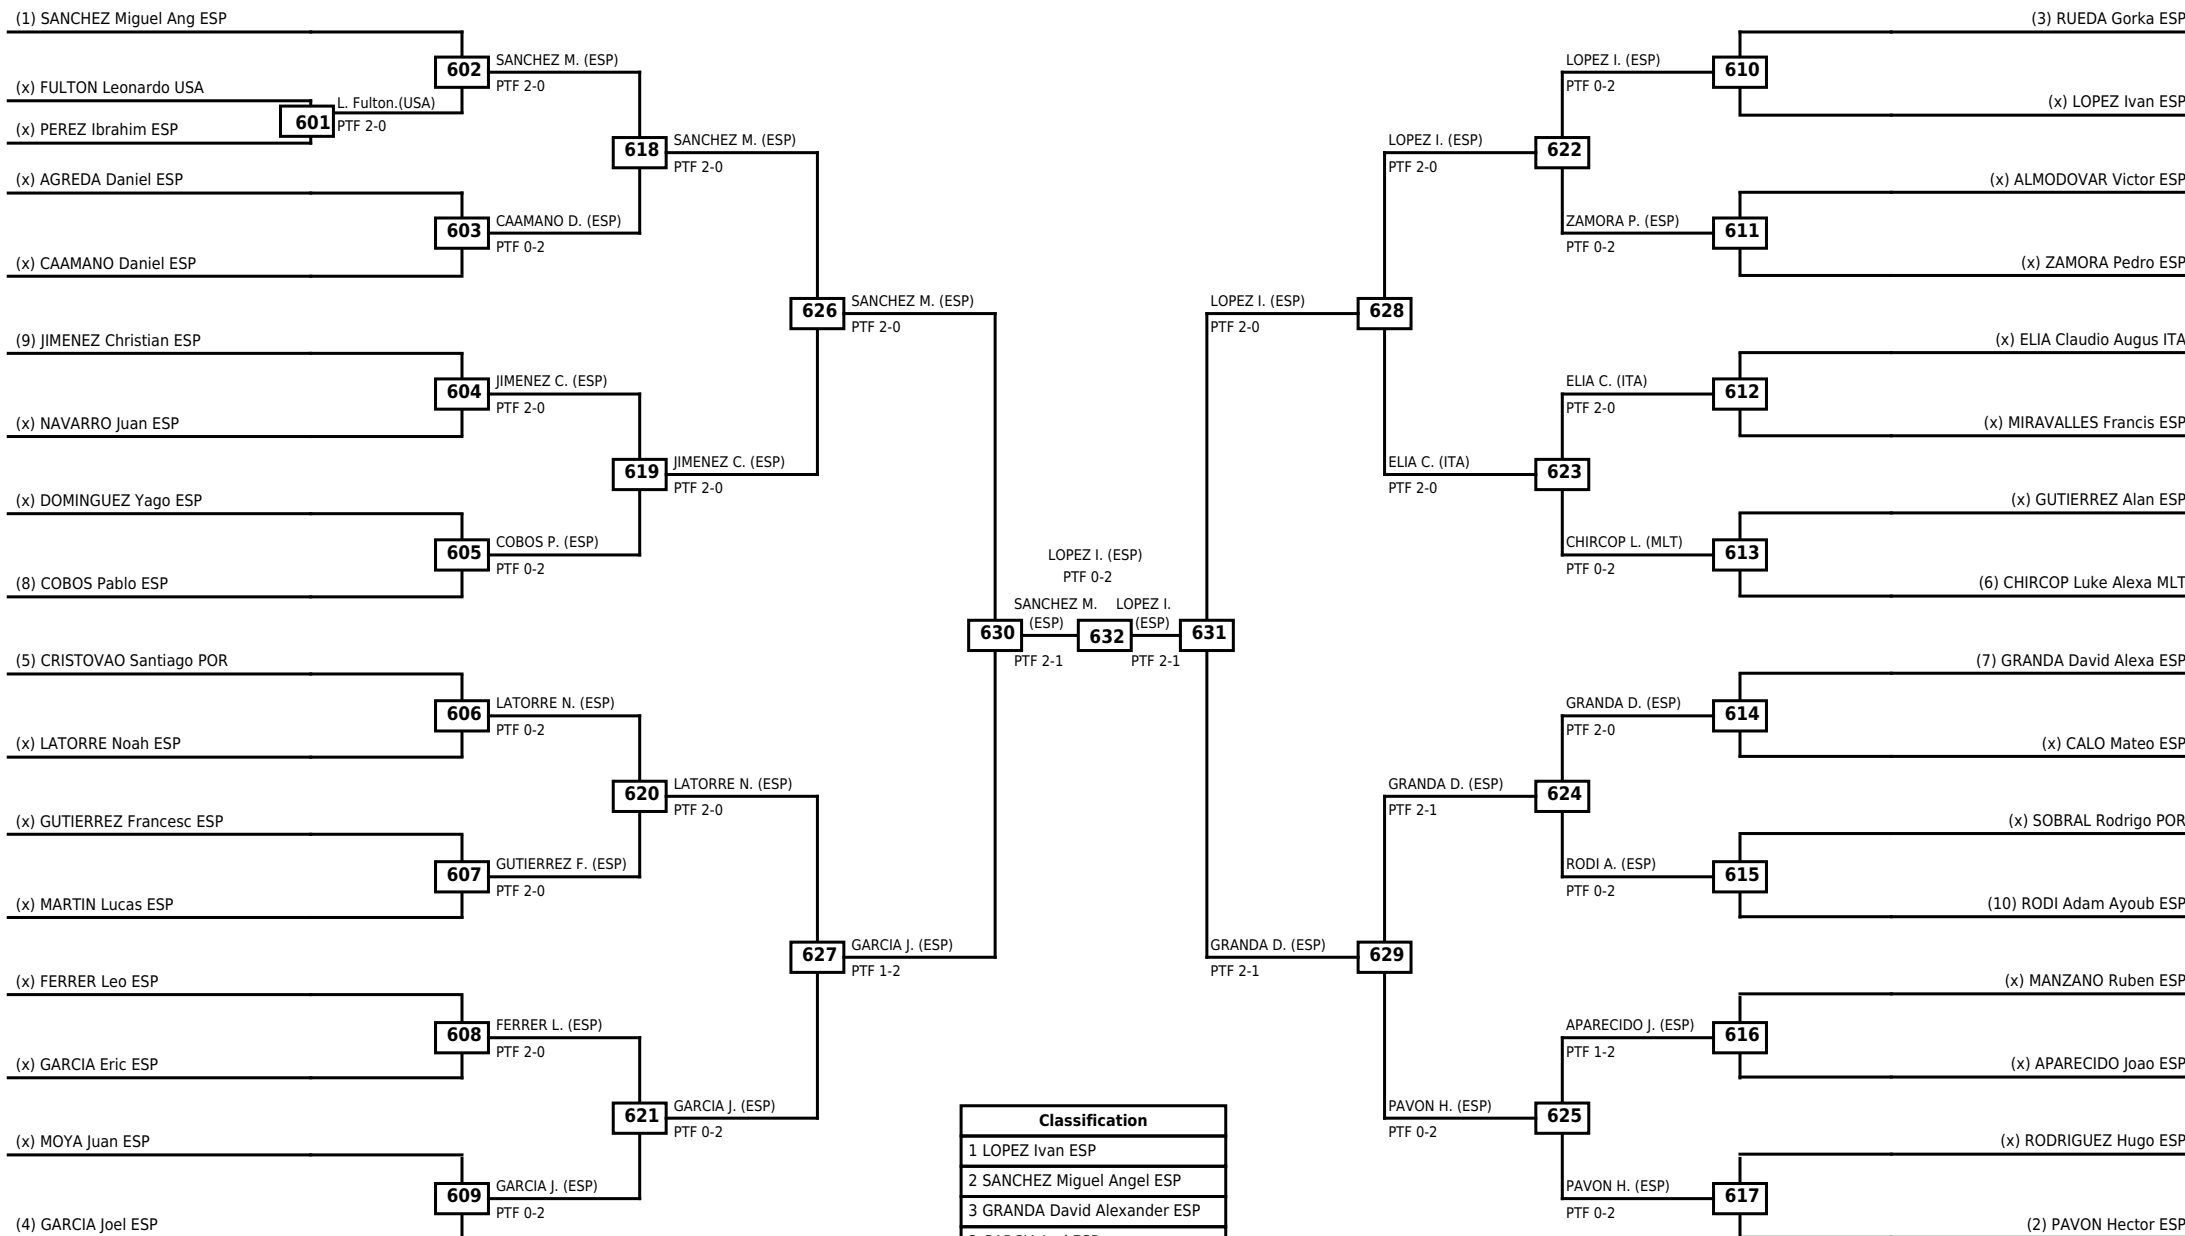 (1) SANCHEZ Miguel Ang ESP
(x) FULTON Leonardo USA
(x) PEREZ Ibrahim ESP
(x) AGREDA Daniel ESP
(x) CAAMANO Daniel ESP
(9) JIMENEZ Christian ESP
(x) NAVARRO Juan ESP
(x) DOMINGUEZ Yago ESP
(8) COBOS Pablo ESP
(5) CRISTOVAO Santiago POR
(x) LATORRE Noah ESP
(x) GUTIERREZ Francesc ESP
(x) MARTIN Lucas ESP
(x) FERRER Leo ESP
(x) GARCIA Eric ESP
(x) MOYA Juan ESP
(4) GARCIA Joel ESP
601
L. Fulton.(USA)
PTF 2-0
602
SANCHEZ M. (ESP)
PTF 2-0
603
CAAMANO D. (ESP)
PTF 0-2
604
JIMENEZ C. (ESP)
PTF 2-0
605
COBOS P. (ESP)
PTF 0-2
606
LATORRE N. (ESP)
PTF 0-2
607
GUTIERREZ F. (ESP)
PTF 2-0
608
FERRER L. (ESP)
PTF 2-0
609
GARCIA J. (ESP)
PTF 0-2
618
SANCHEZ M. (ESP)
PTF 2-0
619
JIMENEZ C. (ESP)
PTF 2-0
620
LATORRE N. (ESP)
PTF 2-0
621
GARCIA J. (ESP)
PTF 0-2
626
SANCHEZ M. (ESP)
PTF 2-0
627
GARCIA J. (ESP)
PTF 1-2
LOPEZ I. (ESP)
PTF 0-2
630
SANCHEZ M.
(ESP)
PTF 2-1
632
LOPEZ I.
(ESP)
PTF 2-1
631
LOPEZ I. (ESP)
PTF 2-0
628
GRANDA D. (ESP)
PTF 2-1
629
LOPEZ I. (ESP)
PTF 2-0
622
ELIA C. (ITA)
PTF 2-0
623
GRANDA D. (ESP)
PTF 2-1
624
PAVON H. (ESP)
PTF 0-2
625
LOPEZ I. (ESP)
PTF 0-2
610
ZAMORA P. (ESP)
PTF 0-2
611
ELIA C. (ITA)
PTF 2-0
612
CHIRCOP L. (MLT)
PTF 0-2
613
GRANDA D. (ESP)
PTF 2-0
614
RODI A. (ESP)
PTF 0-2
615
APARECIDO J. (ESP)
PTF 1-2
616
PAVON H. (ESP)
PTF 0-2
617
(3) RUEDA Gorka ESP
(x) LOPEZ Ivan ESP
(x) ALMODOVAR Victor ESP
(x) ZAMORA Pedro ESP
(x) ELIA Claudio Augus ITA
(x) MIRAVALLES Francis ESP
(x) GUTIERREZ Alan ESP
(6) CHIRCOP Luke Alexa MLT
(7) GRANDA David Alexa ESP
(x) CALO Mateo ESP
(x) SOBRAL Rodrigo POR
(10) RODI Adam Ayoub ESP
(x) MANZANO Ruben ESP
(x) APARECIDO Joao ESP
(x) RODRIGUEZ Hugo ESP
(2) PAVON Hector ESP
Classification
1 LOPEZ Ivan ESP
2 SANCHEZ Miguel Angel ESP
3 GRANDA David Alexander ESP